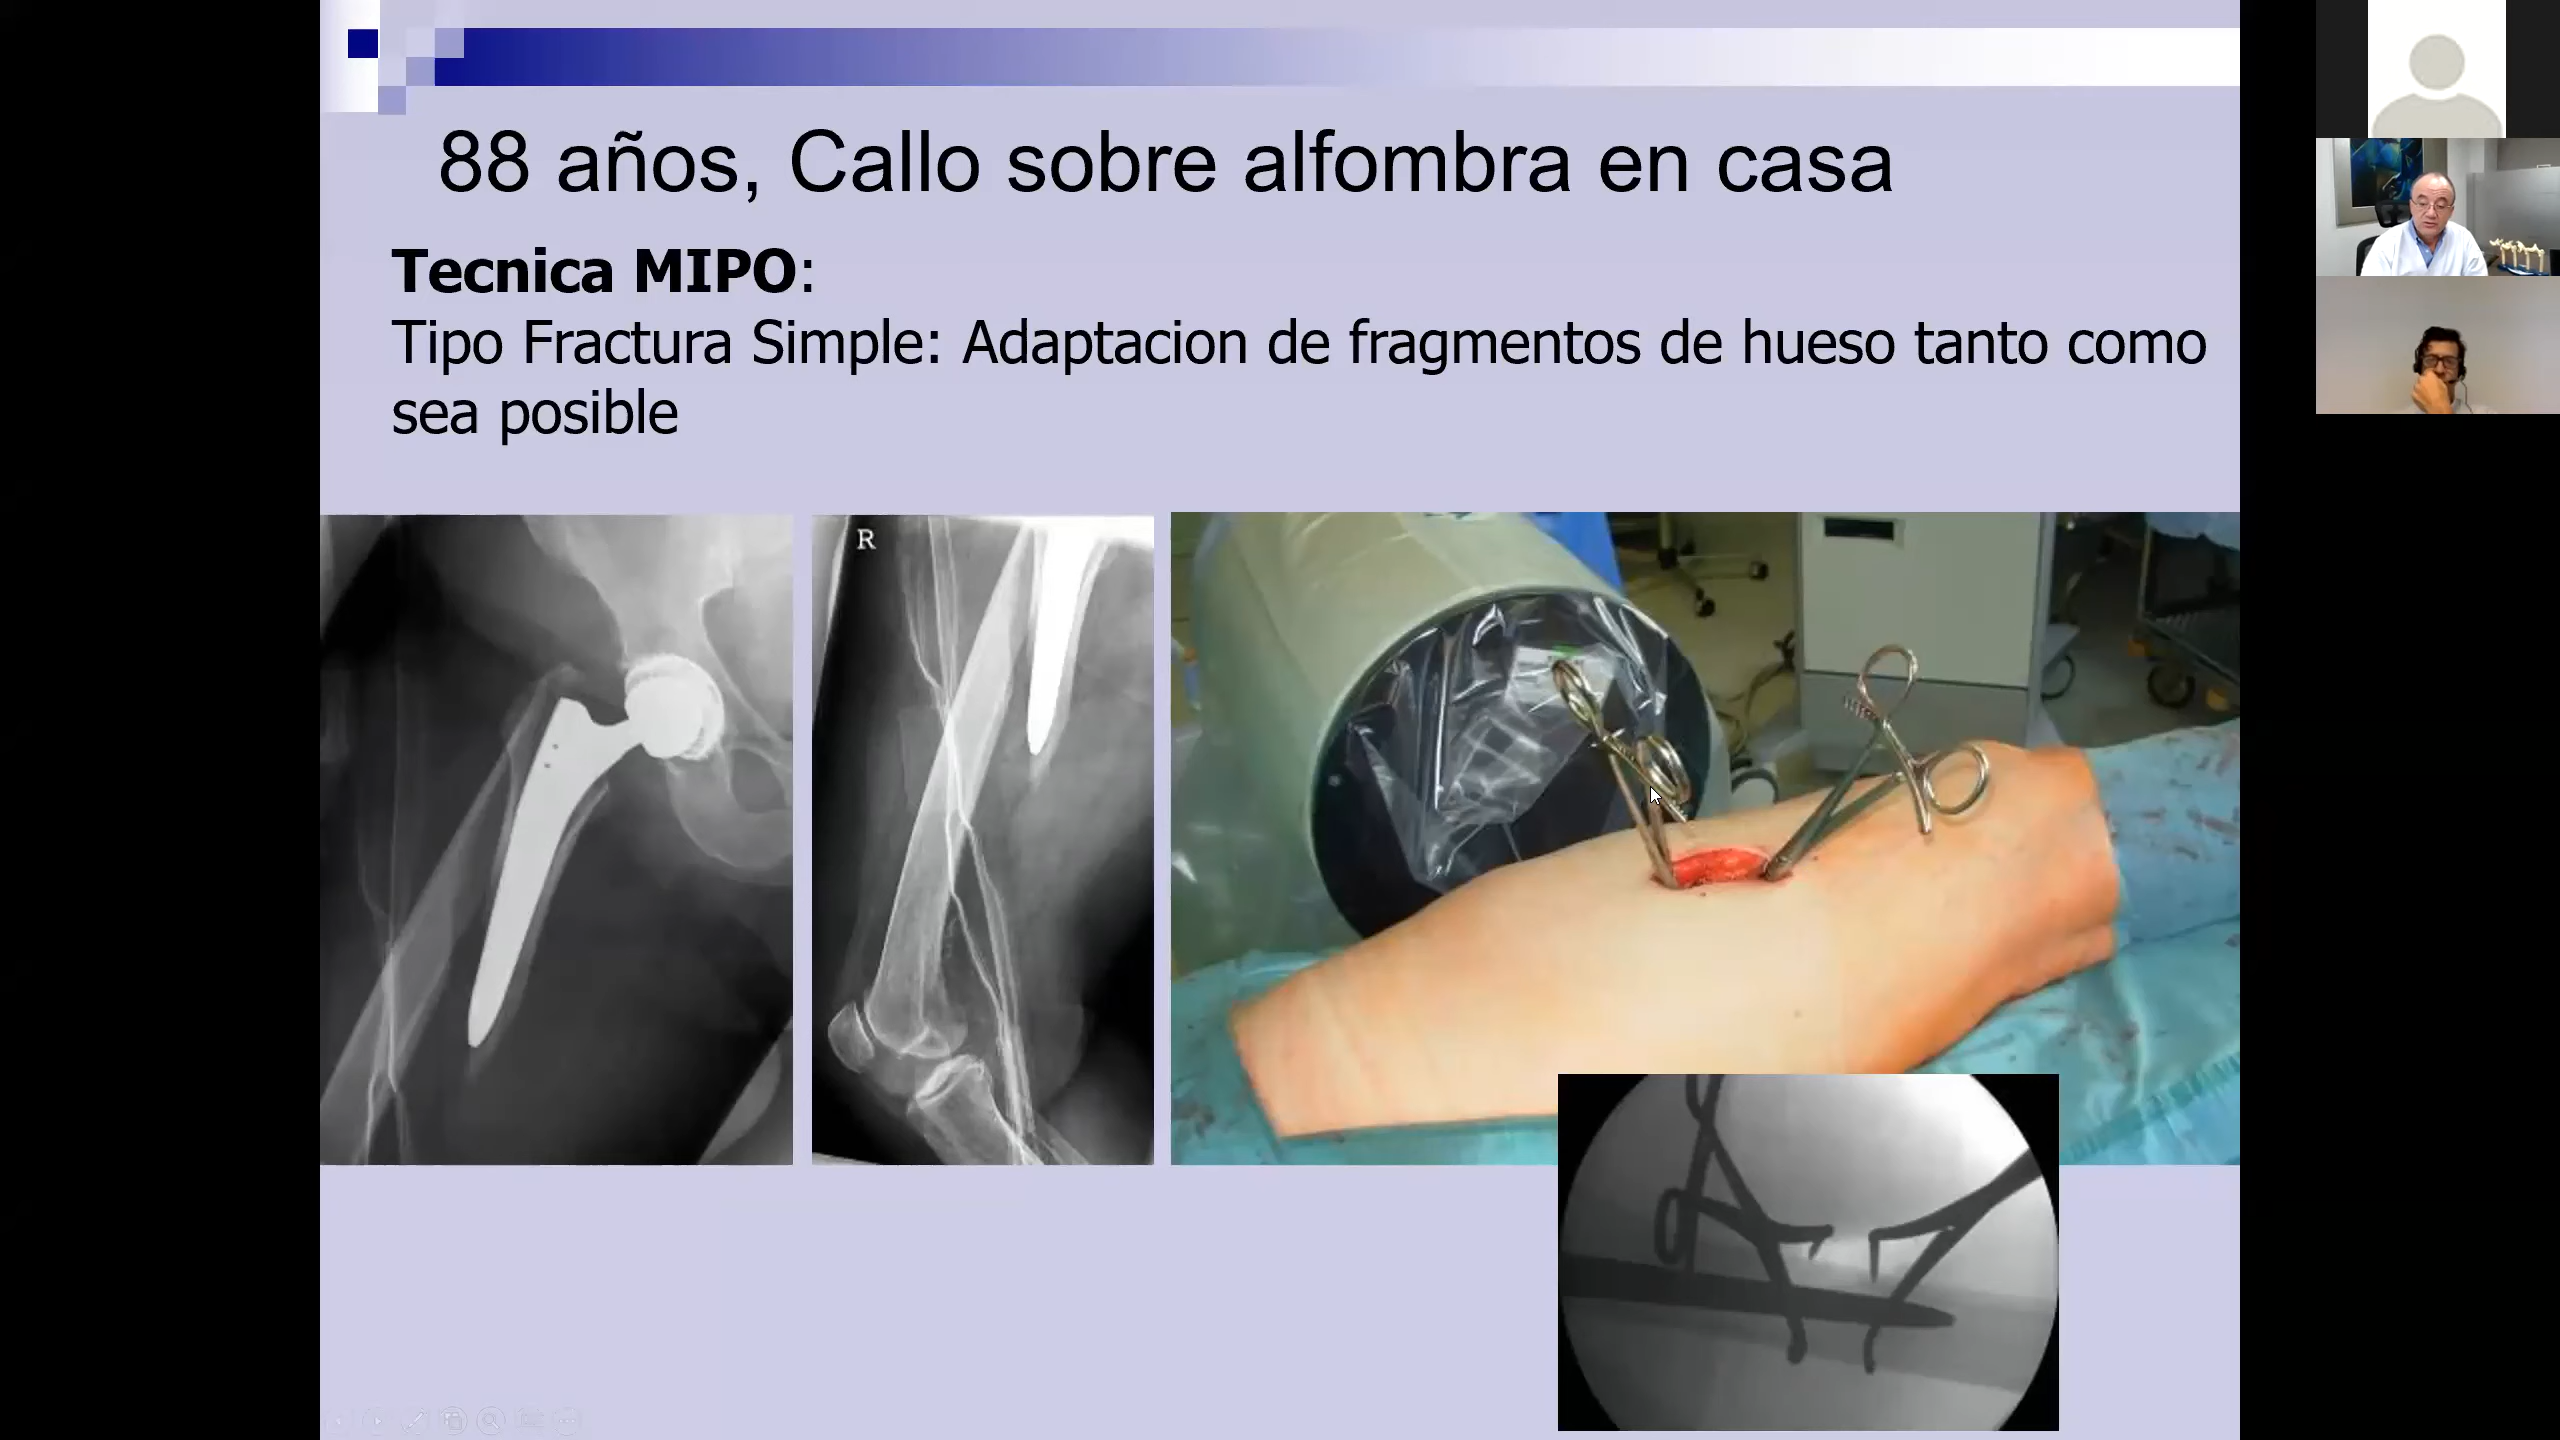 88 años, Callo sobre alfombra en casa
Tecnica MIPO:
Tipo Fractura Simple: Adaptacion de fragmentos de hueso tanto como
sea posible
R